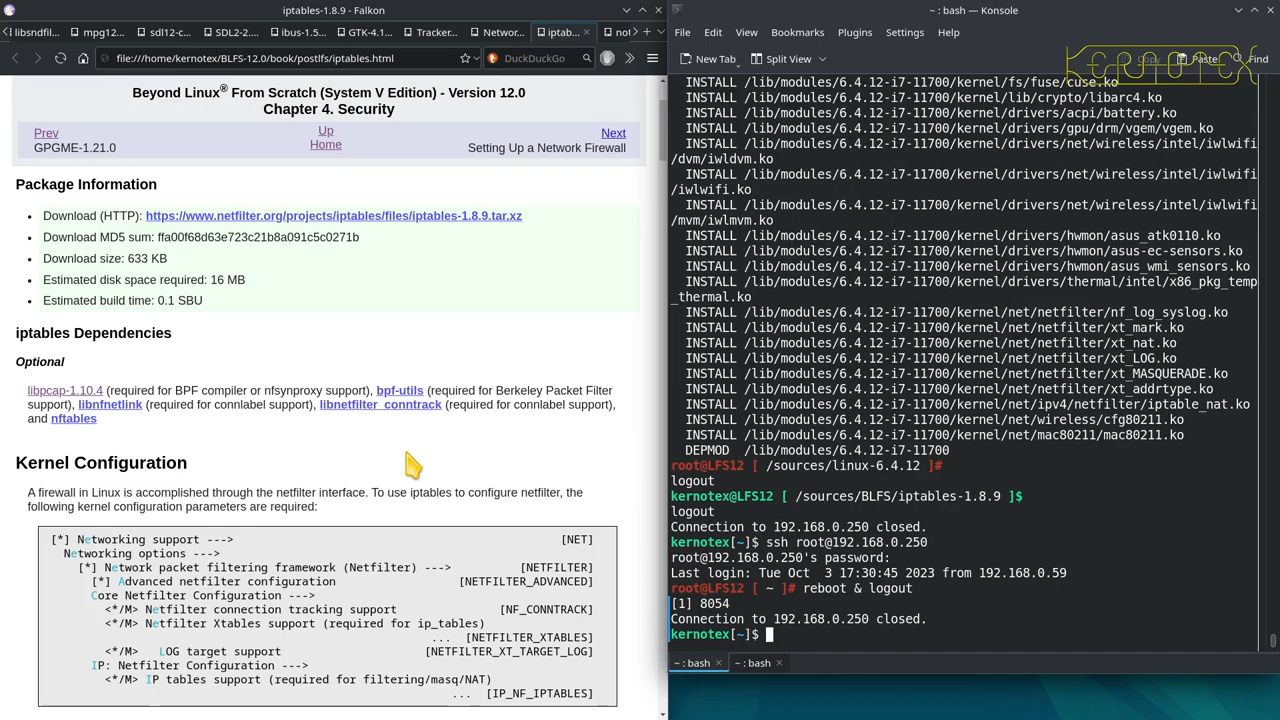 iptables-1.8.9 - Falkon
libsndfil...
mpg12...
sdl12-c...
SDL2-2....
ibus-1.5...
GTK-4.1...
Tracker...
Networ...
iptab...
file:///home/kernotex/BLFS-12.0/book/postlfs/iptables.html
DuckDuckGo
Beyond Linux® From Scratch (System V Edition) - Version 12.0
Chapter 4. Security
Prev
Up
Next
GPGME-1.21.0
Home
Setting Up a Network Firewall
Package Information
• Download (HTTP): https://www.netfilter.org/projects/iptables/files/iptables-1.8.9.tar.xz
• Download MD5 sum: ffa00f68d63e723c21b8a091c5c0271b
• Download size: 633 KB
• Estimated disk space required: 16 MB
• Estimated build time: 0.1 SBU
iptables Dependencies
Optional
libpcap-1.10.4 (required for BPF compiler or nfsynproxy support), bpf-utils (required for Berkeley Packet Filter
support), libnfnetlink (required for connlabel support), libnetfilter_conntrack (required for connlabel support),
and nftables
Kernel Configuration
A firewall in Linux is accomplished through the netfilter interface. To use iptables to configure netfilter, the
following kernel configuration parameters are required:
[*] Networking support ---> [NET]
Networking options --->
[*] Network packet filtering framework (Netfilter) ---> [NETFILTER]
[*] Advanced netfilter configuration [NETFILTER_ADVANCED]
Core Netfilter Configuration --->
<*/M> Netfilter connection tracking support [NF_CONNTRACK]
<*/M> Netfilter Xtables support (required for ip_tables)
... [NETFILTER_XTABLES]
<*/M> LOG target support [NETFILTER_XT_TARGET_LOG]
IP: Netfilter Configuration --->
<*/M> IP tables support (required for filtering/masq/NAT)
... [IP_NF_IPTABLES]
~ : bash — Konsole
File Edit View Bookmarks Plugins Settings Help
New Tab Split View Copy Paste Find
kernotex
INSTALL /lib/modules/6.4.12-i7-11700/kernel/fs/fuse/cuse.ko
INSTALL /lib/modules/6.4.12-i7-11700/kernel/lib/crypto/libarc4.ko
INSTALL /lib/modules/6.4.12-i7-11700/kernel/drivers/acpi/battery.ko
INSTALL /lib/modules/6.4.12-i7-11700/kernel/drivers/gpu/drm/vgem/vgem.ko
INSTALL /lib/modules/6.4.12-i7-11700/kernel/drivers/net/wireless/intel/iwlwifi
/dvm/iwldvm.ko
INSTALL /lib/modules/6.4.12-i7-11700/kernel/drivers/net/wireless/intel/iwlwifi
/iwlwifi.ko
INSTALL /lib/modules/6.4.12-i7-11700/kernel/drivers/net/wireless/intel/iwlwifi
/mvm/iwlmvm.ko
INSTALL /lib/modules/6.4.12-i7-11700/kernel/drivers/hwmon/asus_atk0110.ko
INSTALL /lib/modules/6.4.12-i7-11700/kernel/drivers/hwmon/asus-ec-sensors.ko
INSTALL /lib/modules/6.4.12-i7-11700/kernel/drivers/hwmon/asus_wmi_sensors.ko
INSTALL /lib/modules/6.4.12-i7-11700/kernel/drivers/thermal/intel/x86_pkg_temp
_thermal.ko
INSTALL /lib/modules/6.4.12-i7-11700/kernel/net/netfilter/nf_log_syslog.ko
INSTALL /lib/modules/6.4.12-i7-11700/kernel/net/netfilter/xt_mark.ko
INSTALL /lib/modules/6.4.12-i7-11700/kernel/net/netfilter/xt_nat.ko
INSTALL /lib/modules/6.4.12-i7-11700/kernel/net/netfilter/xt_LOG.ko
INSTALL /lib/modules/6.4.12-i7-11700/kernel/net/netfilter/xt_MASQUERADE.ko
INSTALL /lib/modules/6.4.12-i7-11700/kernel/net/netfilter/xt_addrtype.ko
INSTALL /lib/modules/6.4.12-i7-11700/kernel/net/ipv4/netfilter/iptable_nat.ko
INSTALL /lib/modules/6.4.12-i7-11700/kernel/net/wireless/cfg80211.ko
INSTALL /lib/modules/6.4.12-i7-11700/kernel/net/mac80211/mac80211.ko
DEPMOD /lib/modules/6.4.12-i7-11700
root@LFS12 [ /sources/linux-6.4.12 ]#
logout
kernotex@LFS12 [ /sources/BLFS/iptables-1.8.9 ]$
logout
Connection to 192.168.0.250 closed.
kernotex[~]$ ssh root@192.168.0.250
root@192.168.0.250's password:
Last login: Tue Oct 3 17:30:45 2023 from 192.168.0.59
root@LFS12 [ ~ ]# reboot & logout
[1] 8054
Connection to 192.168.0.250 closed.
kernotex[~]$
~ : bash
~ : bash